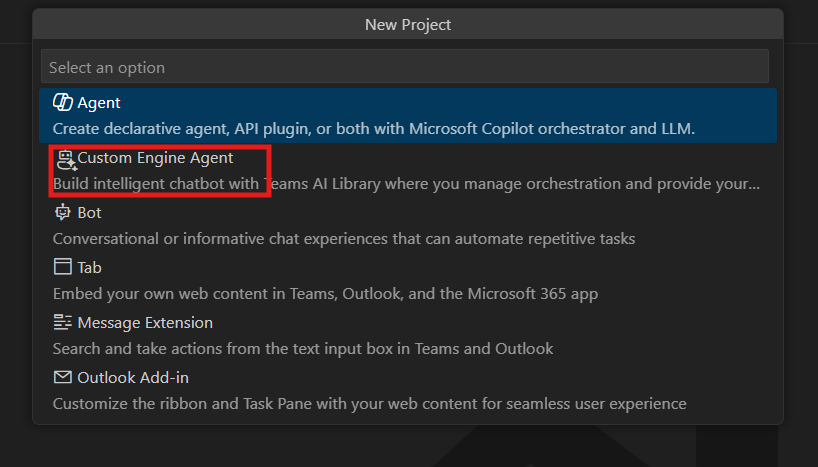 New Project
Select an option
Agent
Create declarative agent, API plugin, or both with Microsoft Copilot orchestrator and LLM.
Custom Engine Agent
Build intelligent chatbot with Teams AI Library where you manage orchestration and provide your...
Bot
Conversational or informative chat experiences that can automate repetitive tasks
Tab
Embed your own web content in Teams, Outlook, and the Microsoft 365 app
Message Extension
Search and take actions from the text input box in Teams and Outlook
Outlook Add-in
Customize the ribbon and Task Pane with your web content for seamless user experience